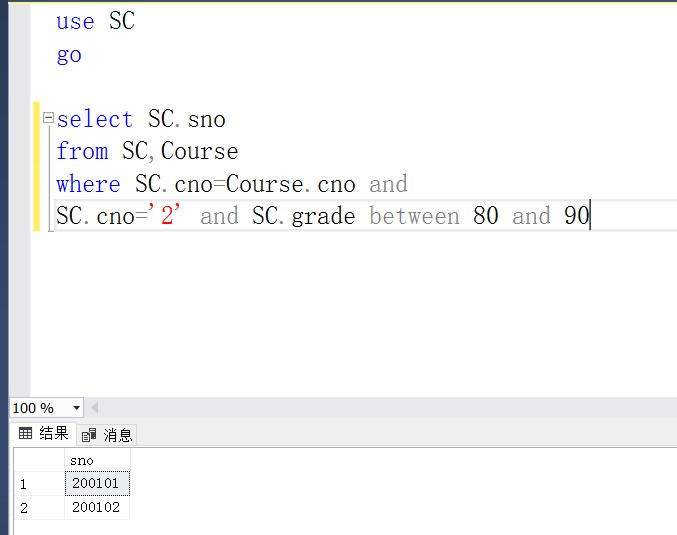 use SC
go
select SC.sno
from SC,Course
where SC.cno=Course.cno and
SC.cno='2' and SC.grade between 80 and 90
100 %
结果 消息
sno
1 200101
2 200102